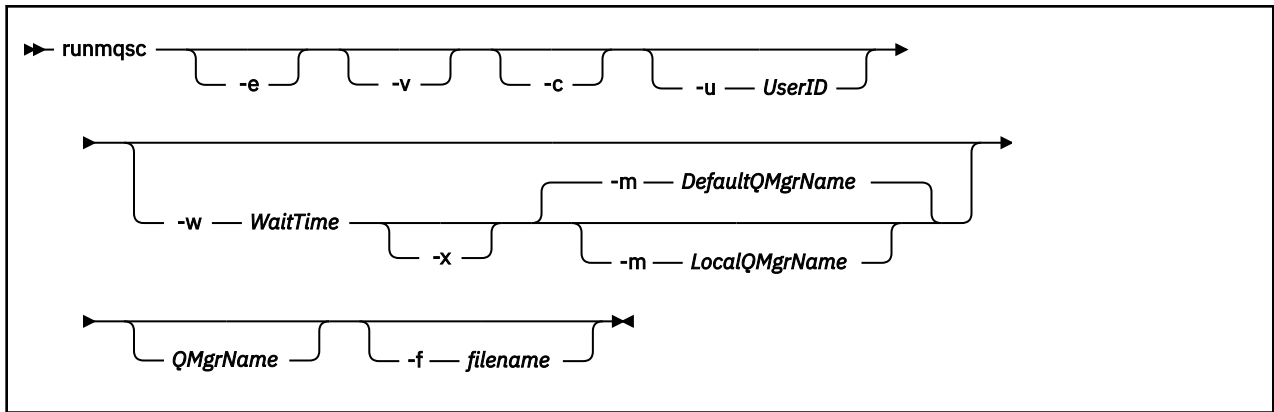 runmqsc
-e -v -c -u UserID
-m DefaultQMgrName
-w WaitTime
-x -m LocalQMgrName
QMgrName -f filename